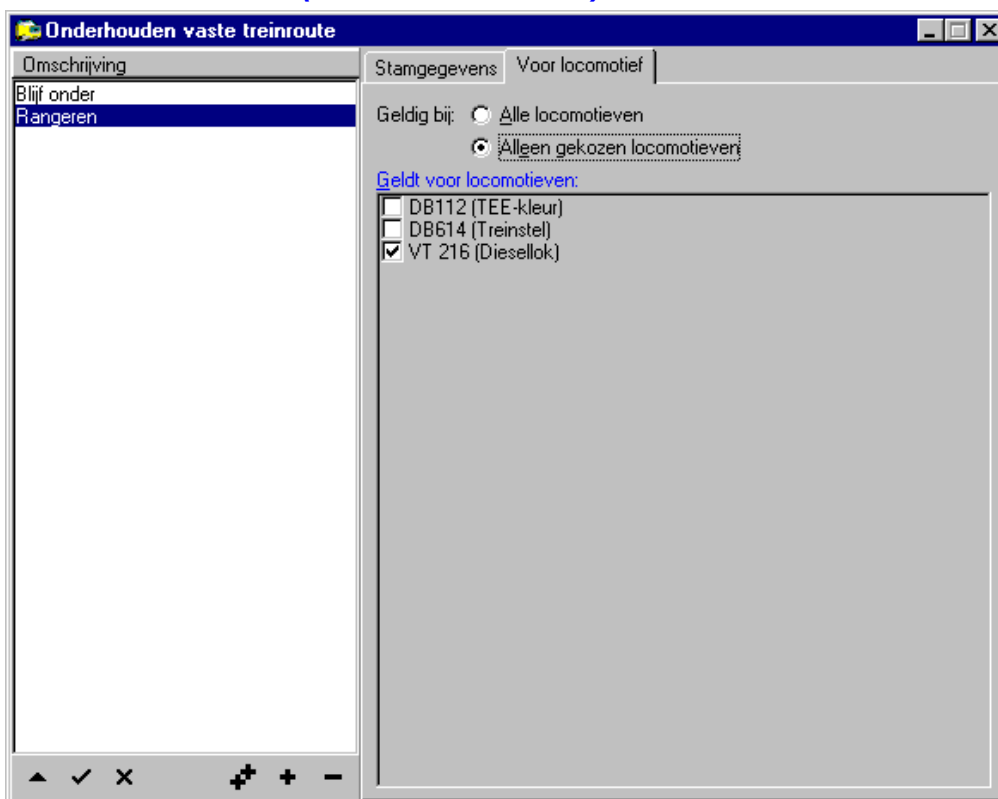 Onderhouden vaste treinroute
Omschrijving
Blijf onder
Rangeren
Stamgegevens Voor locomotief
Geldig bij: Alle locomotieven
Alleen gekozen locomotieven
Geldt voor locomotieven:
DB112 (TEE-kleur)
DB614 (Treinstel)
VT 216 (Diesellok)